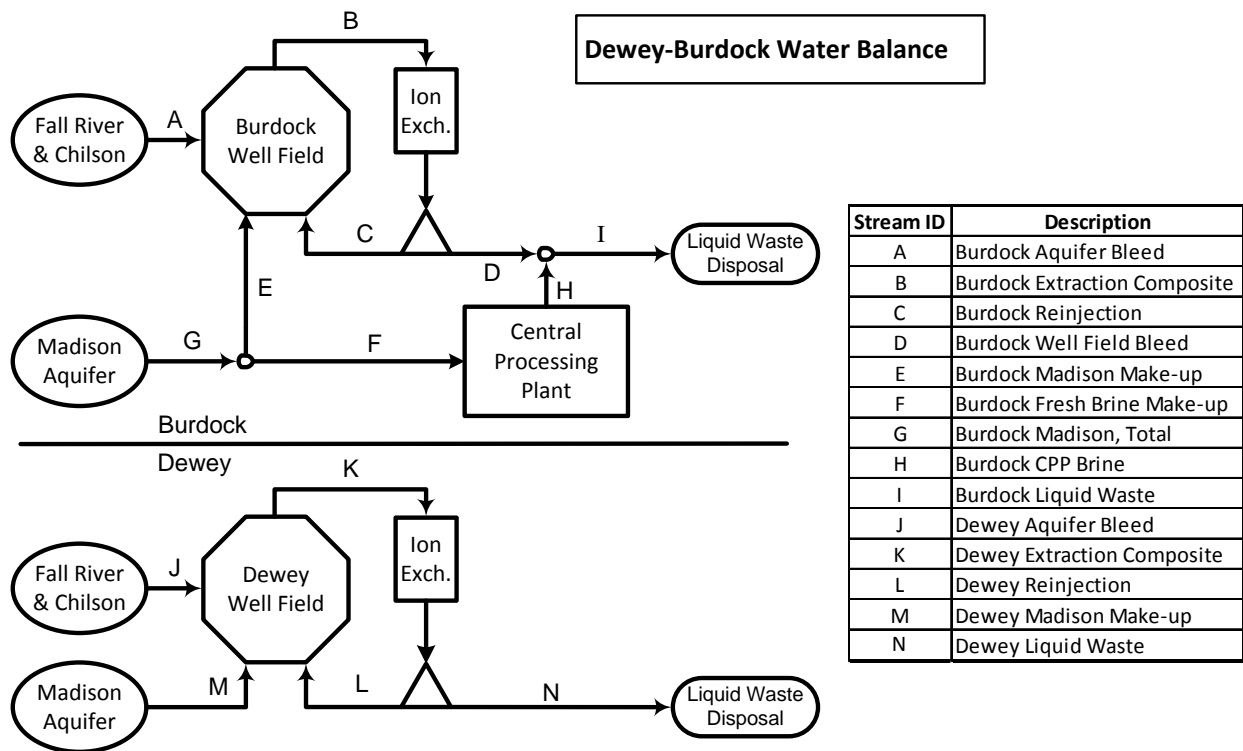 Dewey-Burdock Water Balance
B
Ion
Exch.
Fall River
& Chilson
A
Burdock
Well Field
C
D
I
Liquid Waste
Disposal
E
H
Madison
Aquifer
G
F
Central
Processing
Plant
Burdock
Dewey
K
Ion
Exch.
Fall River
& Chilson
J
Dewey
Well Field
Madison
Aquifer
M
L
N
Liquid Waste
Disposal
Stream ID Description
A Burdock Aquifer Bleed
B Burdock Extraction Composite
C Burdock Reinjection
D Burdock Well Field Bleed
E Burdock Madison Make-up
F Burdock Fresh Brine Make-up
G Burdock Madison, Total
H Burdock CPP Brine
I Burdock Liquid Waste
J Dewey Aquifer Bleed
K Dewey Extraction Composite
L Dewey Reinjection
M Dewey Madison Make-up
N Dewey Liquid Waste